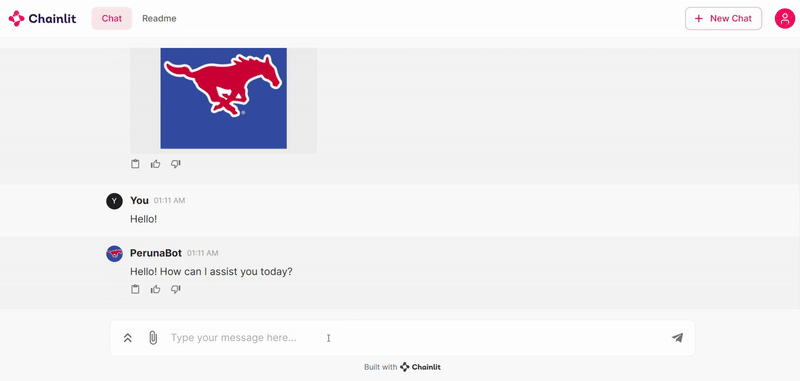 Chainlit
Chat
Readme
+ New Chat
Y
You
01:11 AM
Hello!
PerunaBot
01:11 AM
Hello! How can I assist you today?
Type your message here...
Built with Chainlit